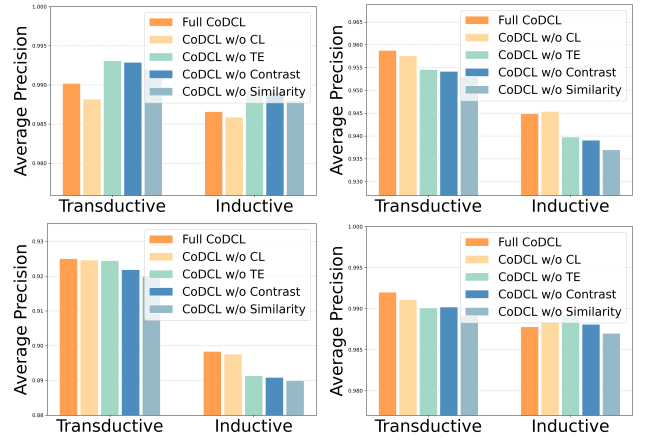 1.000
0.995
0.990
0.985
0.980
Average Precision
Full CoDCL
CoDCL w/o CL
CoDCL w/o TE
CoDCL w/o Contrast
CoDCL w/o Similarity
Transductive
Inductive
0.965
0.960
0.955
0.950
0.945
0.940
0.935
0.930
Average Precision
Full CoDCL
CoDCL w/o CL
CoDCL w/o TE
CoDCL w/o Contrast
CoDCL w/o Similarity
Transductive
Inductive
0.93
0.92
0.91
0.90
0.89
0.88
Average Precision
Full CoDCL
CoDCL w/o CL
CoDCL w/o TE
CoDCL w/o Contrast
CoDCL w/o Similarity
Transductive
Inductive
1.000
0.995
0.990
0.985
0.980
Average Precision
Full CoDCL
CoDCL w/o CL
CoDCL w/o TE
CoDCL w/o Contrast
CoDCL w/o Similarity
Transductive
Inductive